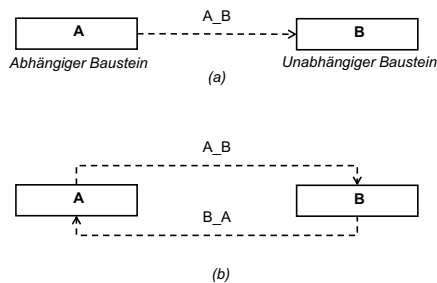 A_B
A
B
Abhängiger Baustein
Unabhängiger Baustein
(a)
A_B
A
B
B_A
(b)